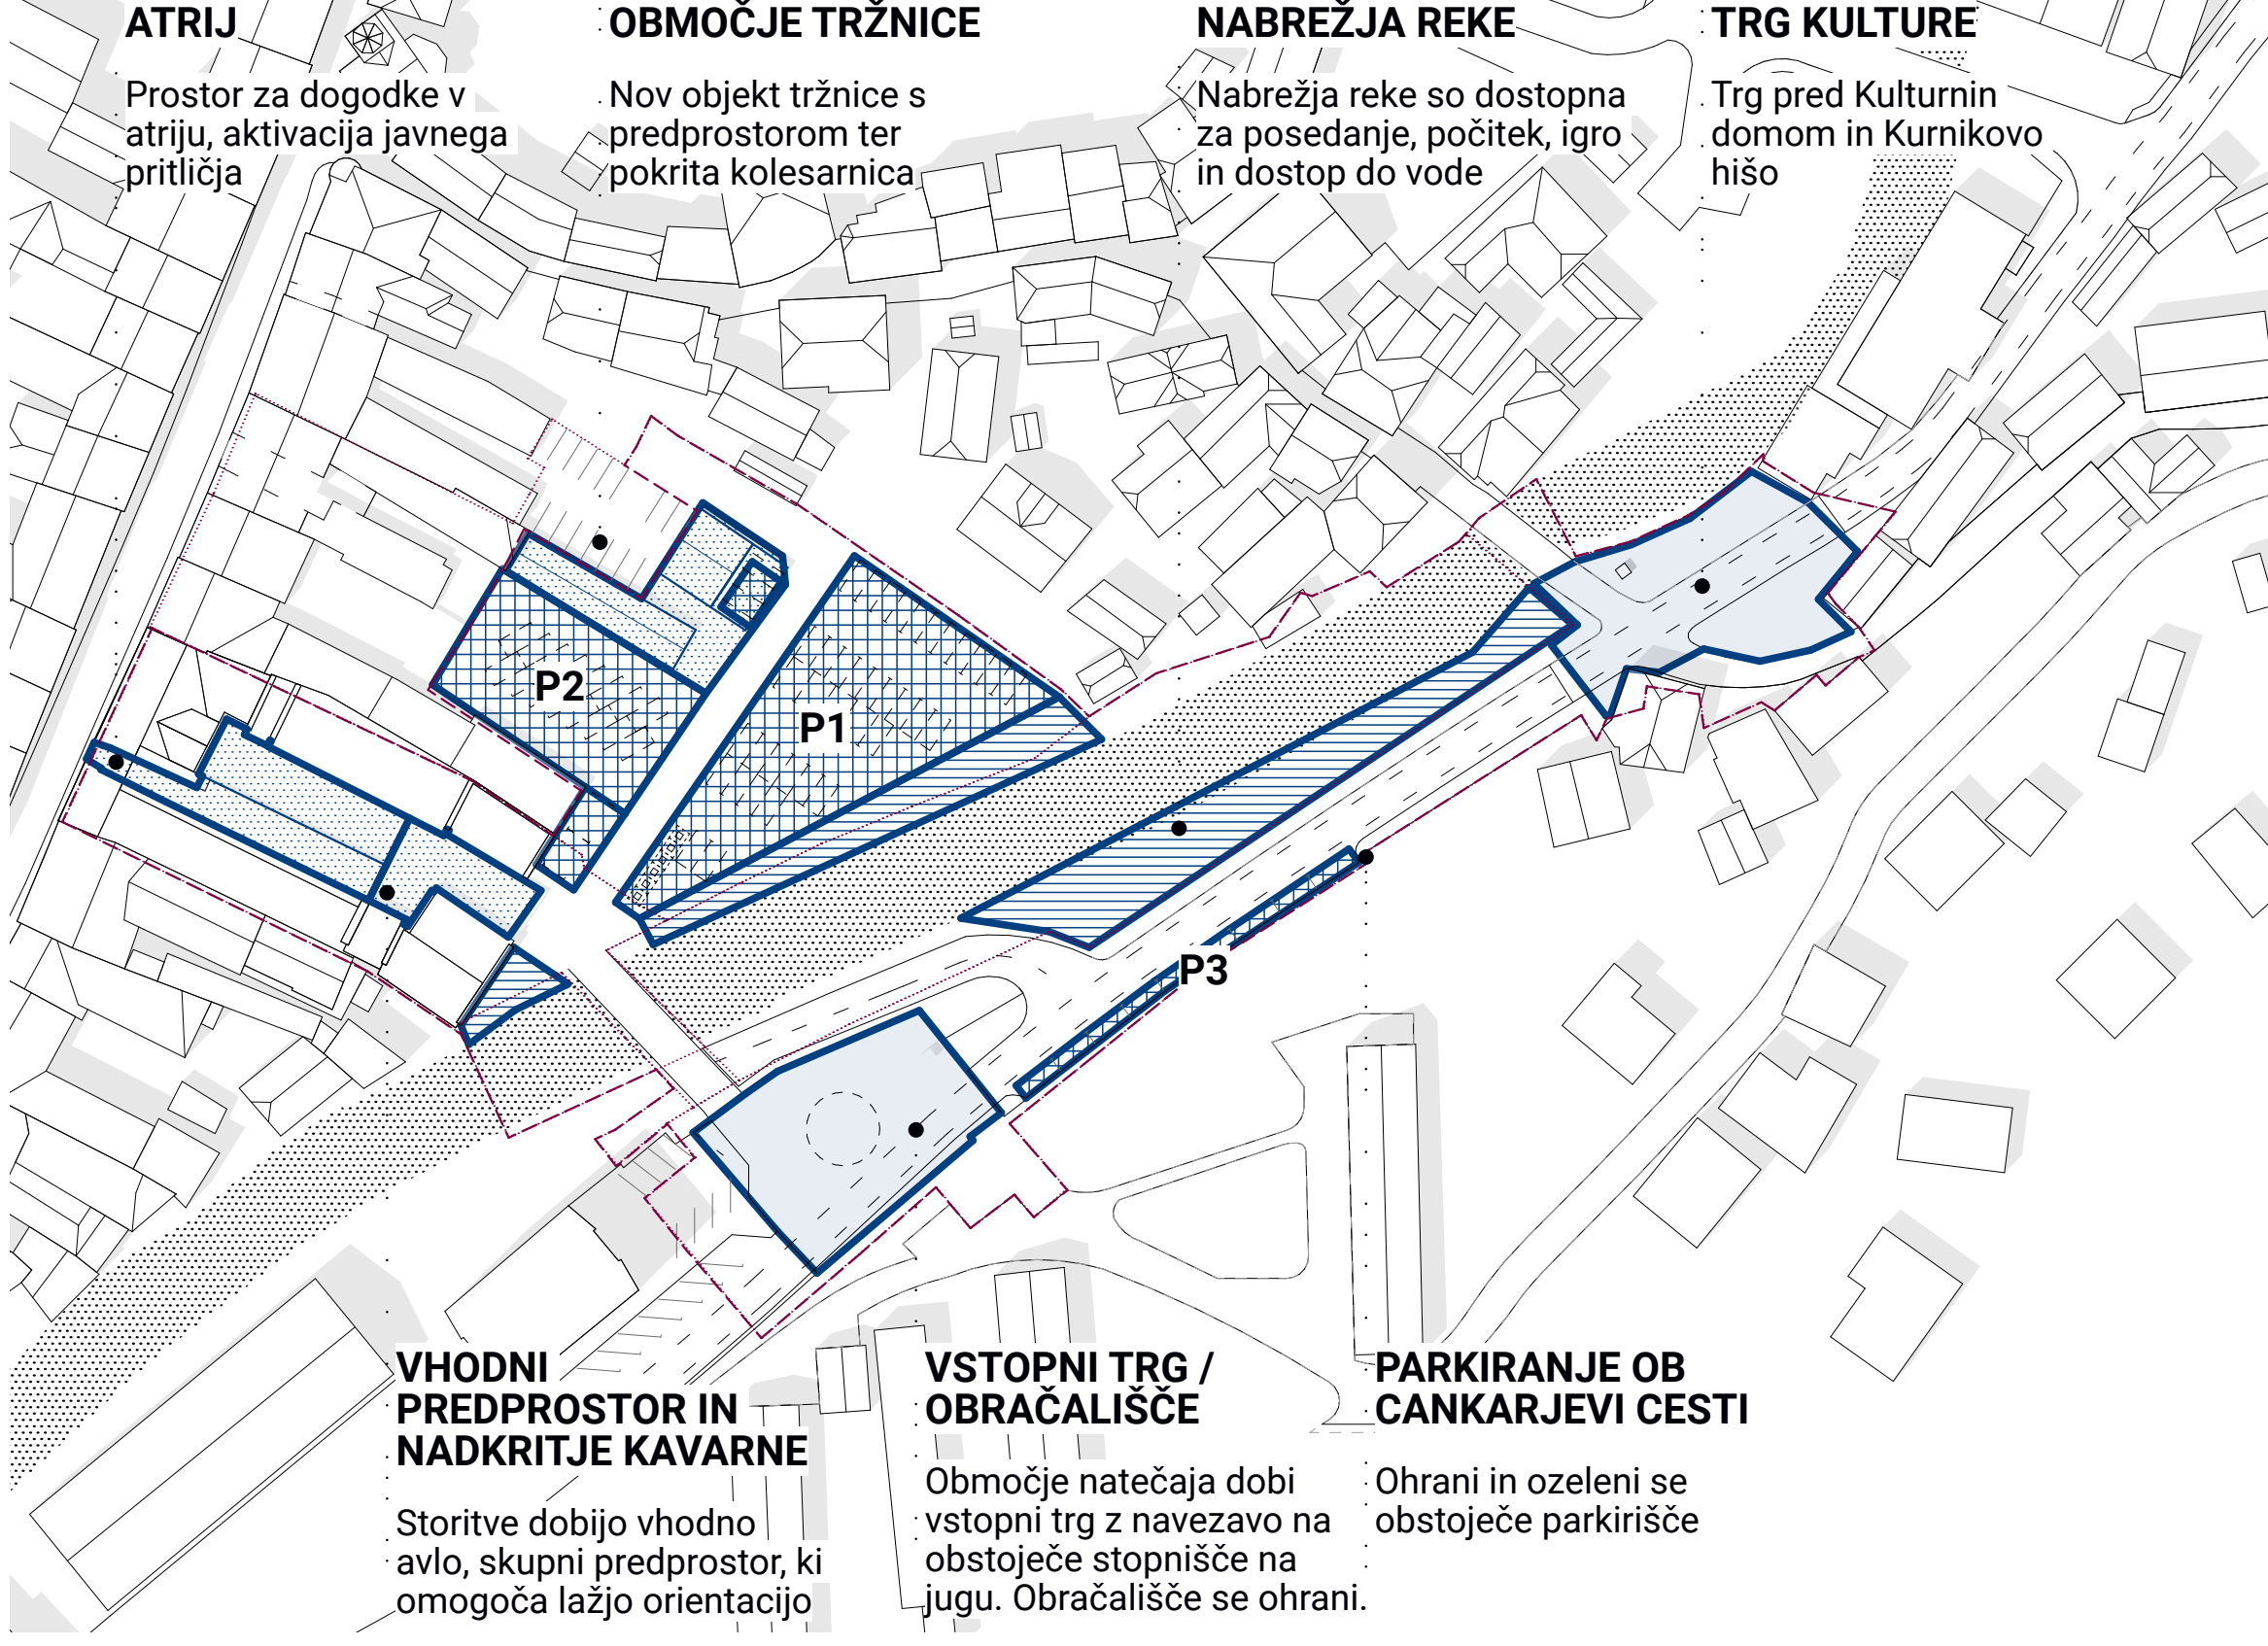 ATRIJ
Prostor za dogodke v
atriju, aktivacija javnega
pritličja
OBMOČJE TRŽNICE
Nov objekt tržnice s
predprostorom ter
pokrita kolesarnica
NABREŽJA REKE
Nabrežja reke so dostopna
za posedanje, počitek, igro
in dostop do vode
TRG KULTURE
Trg pred Kulturnin
domom in Kurnikovo
hišo
P2
P1
P3
VHODNI
PREDPROSTOR IN
NADKRITJE KAVARNE
Storitve dobijo vhodno
avlo, skupni predprostor, ki
omogoča lažjo orientacijo
VSTOPNI TRG /
OBRAČALIŠČE
Območje natečaja dobi
vstopni trg z navezavo na
obstoječe stopnišče na
jugu. Obračališče se ohrani.
PARKIRANJE OB
CANKARJEVI CESTI
Ohrani in ozeleni se
obstoječe parkirišče